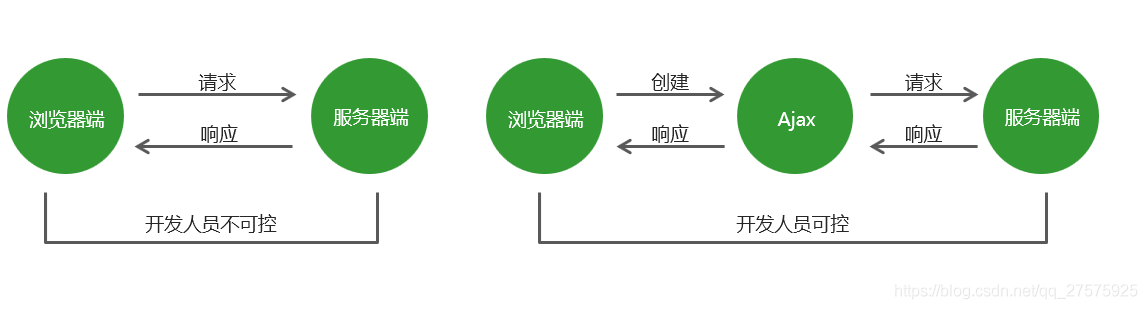 请求
浏览器端
服务器端
响应
开发人员不可控
创建
请求
浏览器端
Ajax
服务器端
响应
响应
开发人员可控
https://blog.csdn.net/qq_27575925